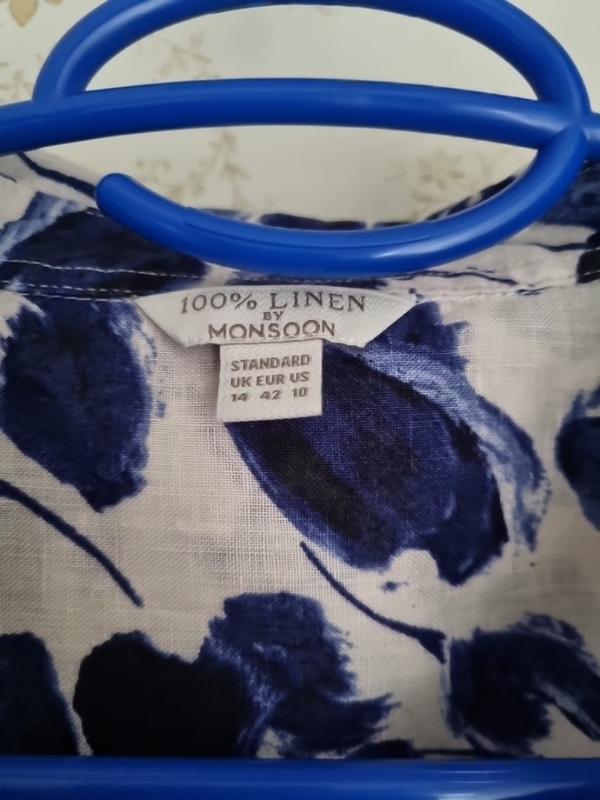 100% LINEN
BY
MONSOON
STANDARD
UK EUR US
14 42 10